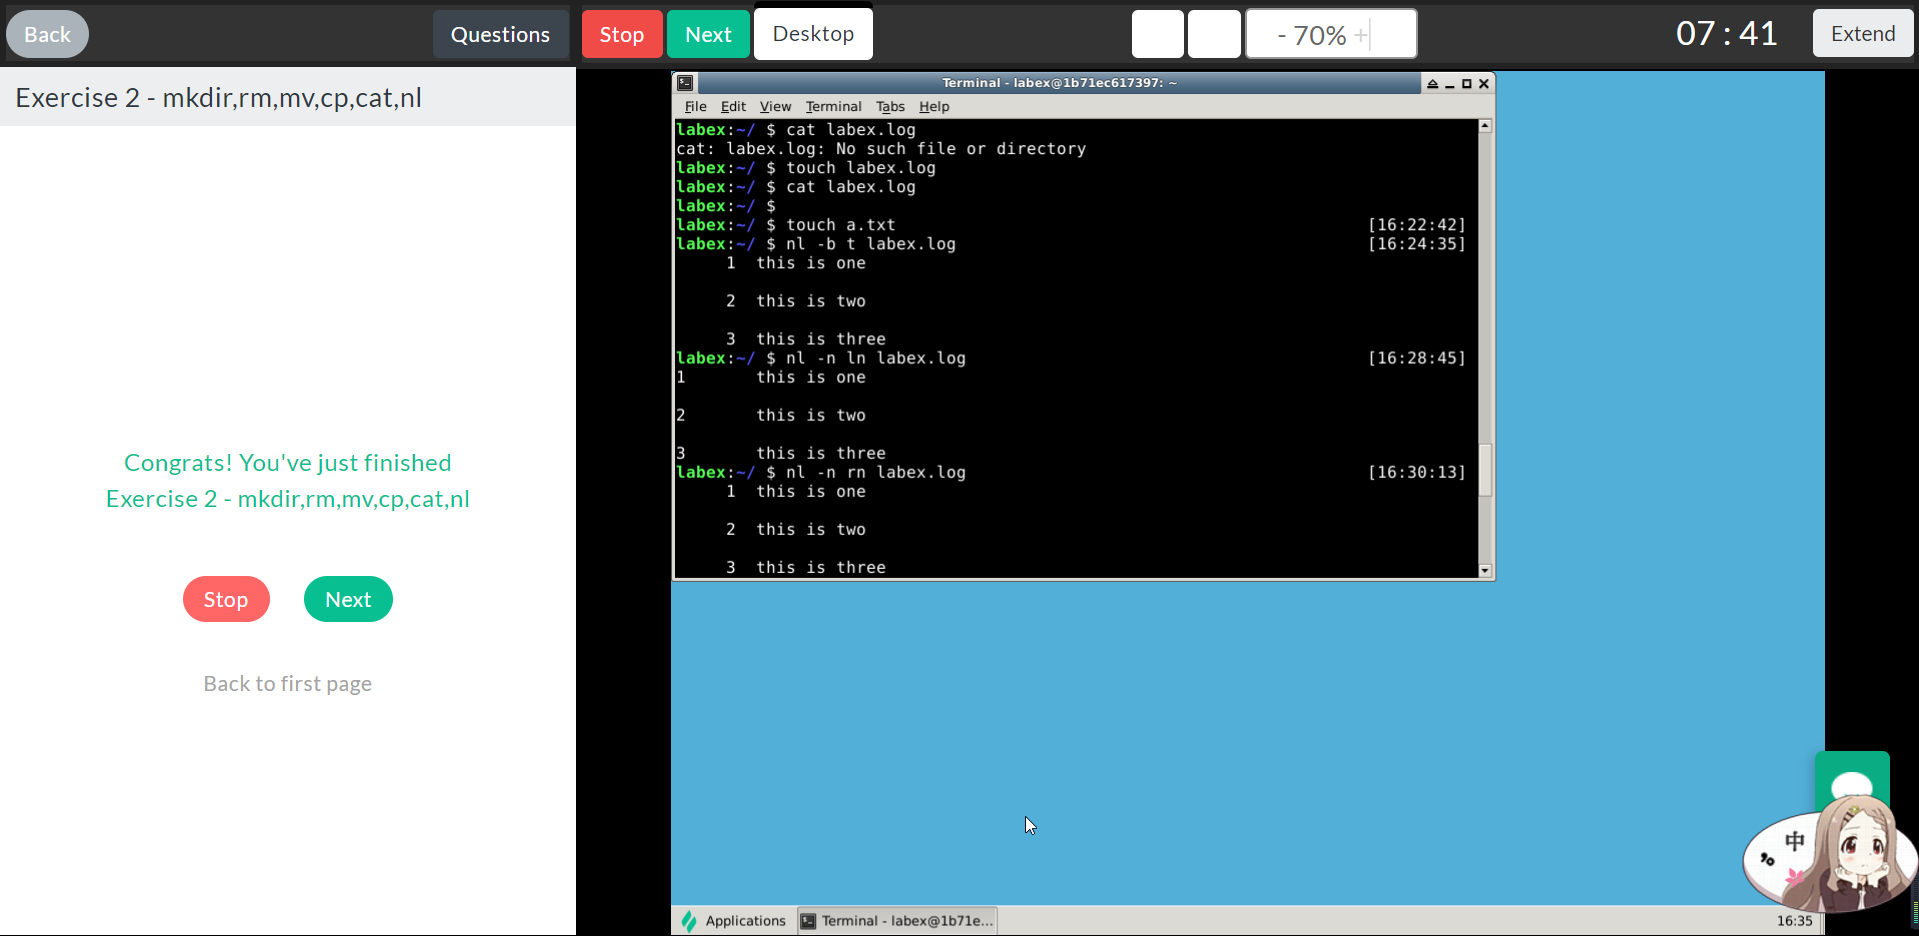 Back
Questions
Stop
Next
Desktop
- 70% +
07 : 41
Extend
Exercise 2 - mkdir,rm,mv,cp,cat,nl
Congrats! You've just finished
Exercise 2 - mkdir,rm,mv,cp,cat,nl
Stop
Next
Back to first page
Terminal - labex@1b71ec617397: ~
File Edit View Terminal Tabs Help
labex:~/ $ cat labex.log
cat: labex.log: No such file or directory
labex:~/ $ touch labex.log
labex:~/ $ cat labex.log
labex:~/ $
labex:~/ $ touch a.txt [16:22:42]
labex:~/ $ nl -b t labex.log [16:24:35]
1 this is one
2 this is two
3 this is three
labex:~/ $ nl -n ln labex.log [16:28:45]
1 this is one
2 this is two
3 this is three
labex:~/ $ nl -n rn labex.log [16:30:13]
1 this is one
2 this is two
3 this is three
中
Applications
Terminal - labex@1b71e...
16:35